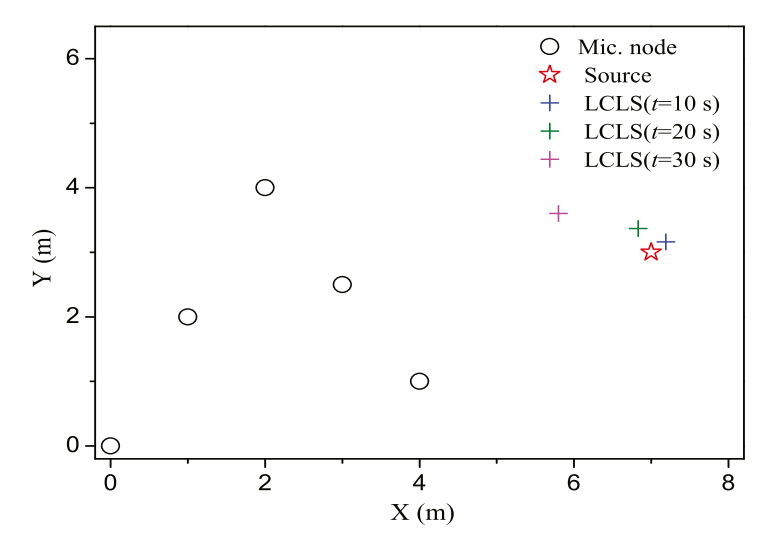 Mic. node
Source
LCLS(t=10 s)
LCLS(t=20 s)
LCLS(t=30 s)
6
4
2
0
Y (m)
0 2 4 6 8
X (m)